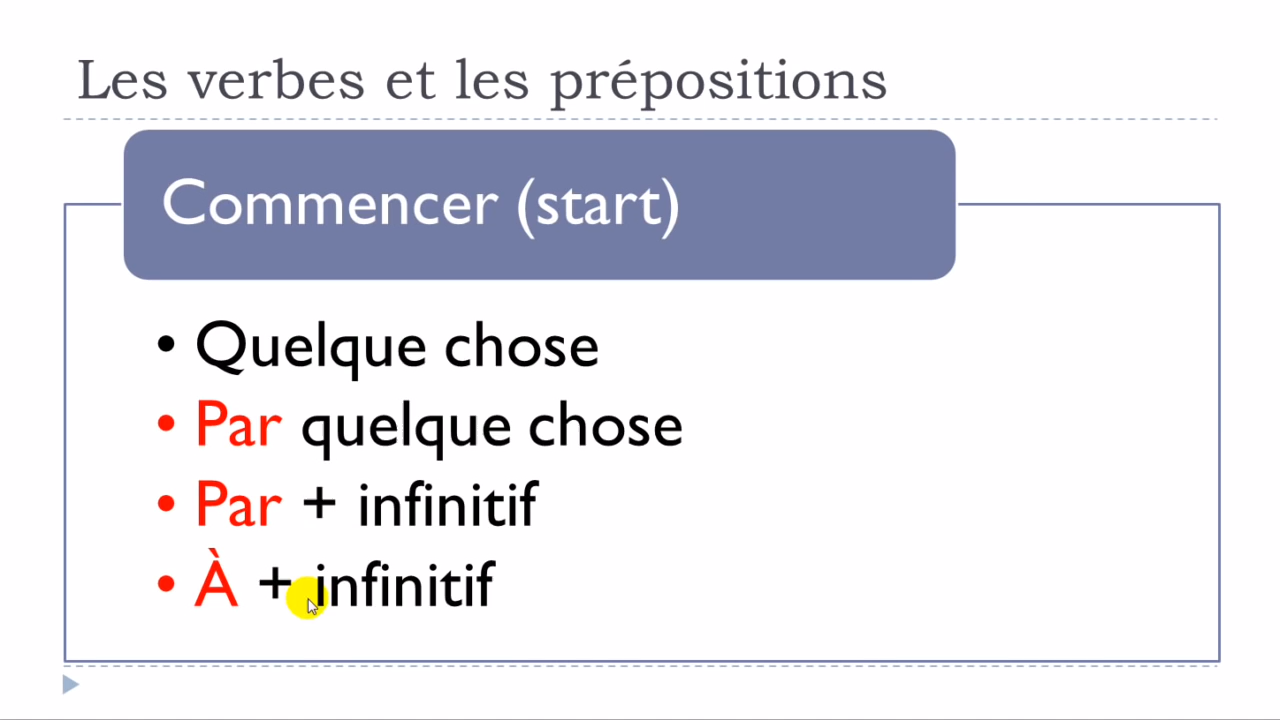 Les verbes et les prépositions
Commencer (start)
• Quelque chose
• Par quelque chose
• Par + infinitif
• À + infinitif